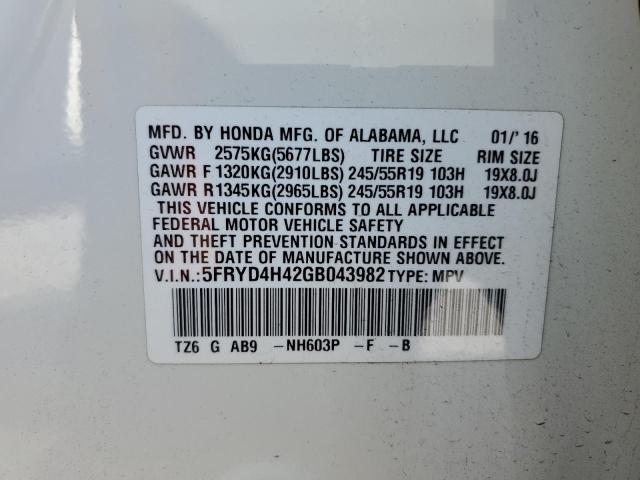 MFD. BY HONDA MFG. OF ALABAMA, LLC 01/'16
GVWR 2575KG(5677LBS) TIRE SIZE RIM SIZE
GAWR F 1320KG(2910LBS) 245/55R19 103H 19X8.0J
GAWR R1345KG(2965LBS) 245/55R19 103H 19X8.0J
THIS VEHICLE CONFORMS TO ALL APPLICABLE
FEDERAL MOTOR VEHICLE SAFETY
AND THEFT PREVENTION STANDARDS IN EFFECT
ON THE DATE OF MANUFACTURE SHOWN ABOVE.
V.I.N.:5FRYD4H42GB043982TYPE: MPV
TZ6 G AB9 -NH603P -F -B